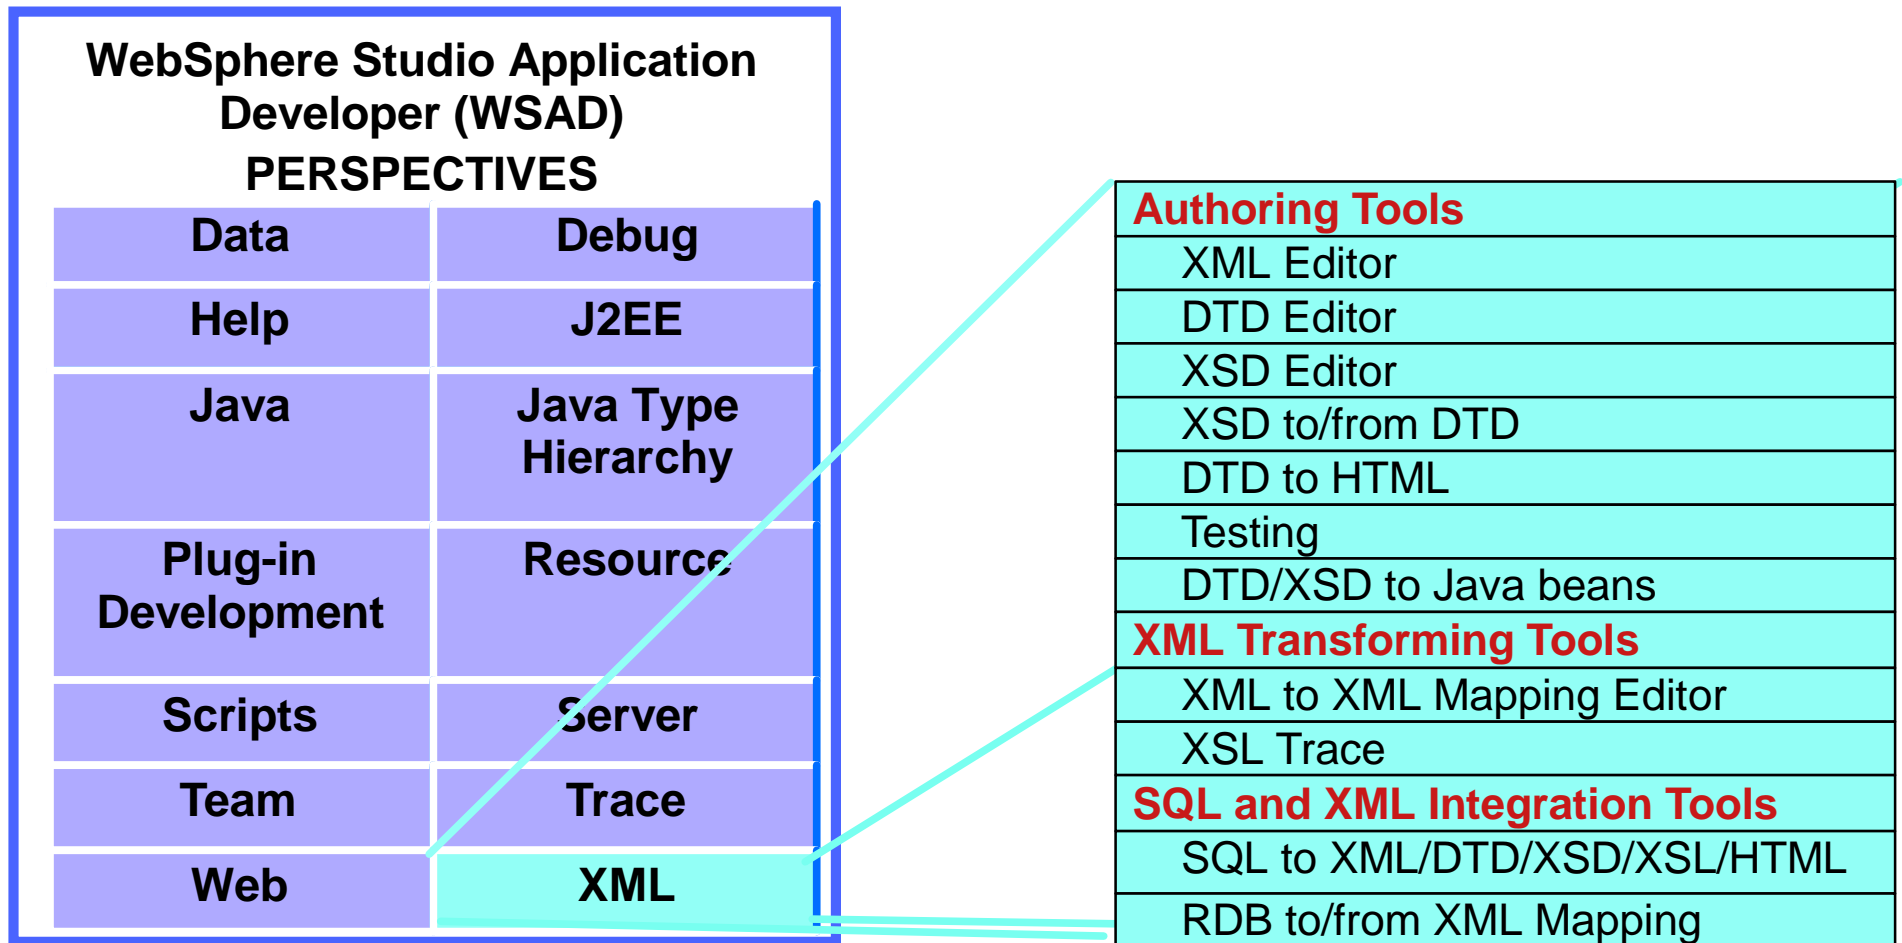 WebSphere Studio Application
Developer (WSAD)
PERSPECTIVES
Data
Debug
Help
J2EE
Java
Java Type
Hierarchy
Plug-in
Development
Resource
Scripts
Server
Team
Trace
Web
XML
Authoring Tools
XML Editor
DTD Editor
XSD Editor
XSD to/from DTD
DTD to HTML
Testing
DTD/XSD to Java beans
XML Transforming Tools
XML to XML Mapping Editor
XSL Trace
SQL and XML Integration Tools
SQL to XML/DTD/XSD/XSL/HTML
RDB to/from XML Mapping